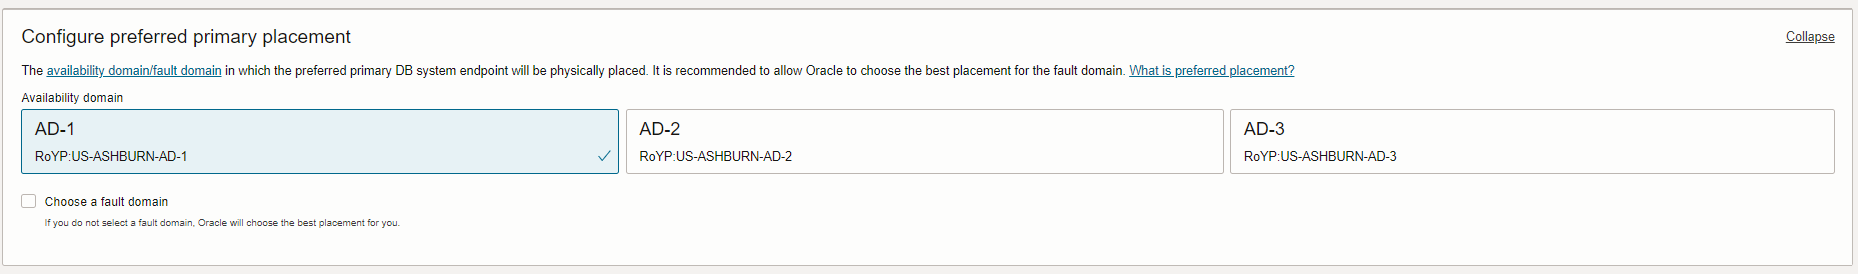 Configure preferred primary placement
Collapse
The availability domain/fault domain in which the preferred primary DB system endpoint will be physically placed. It is recommended to allow Oracle to choose the best placement for the fault domain. What is preferred placement?
Availability domain
AD-1
RoYP:US-ASHBURN-AD-1
AD-2
RoYP:US-ASHBURN-AD-2
AD-3
RoYP:US-ASHBURN-AD-3
Choose a fault domain
If you do not select a fault domain, Oracle will choose the best placement for you.